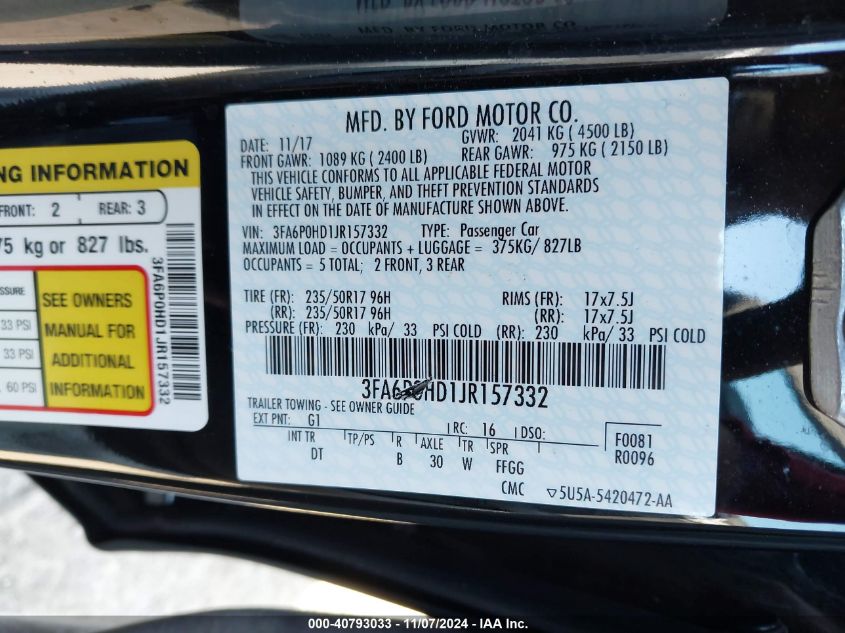 MFD. BY FORD MOTOR CO.
MFD. BY FORD MOTOR CO.
DATE: 11/17 GVWR: 2041 KG ( 4500 LB)
FRONT GAWR: 1089 KG ( 2400 LB) REAR GAWR: 975 KG ( 2150 LB)
THIS VEHICLE CONFORMS TO ALL APPLICABLE FEDERAL MOTOR
VEHICLE SAFETY, BUMPER, AND THEFT PREVENTION STANDARDS
IN EFFECT ON THE DATE OF MANUFACTURE SHOWN ABOVE.
VIN: 3FA6P0HD1JR157332 TYPE: Passenger Car
MAXIMUM LOAD = OCCUPANTS + LUGGAGE = 375KG/ 827LB
OCCUPANTS = 5 TOTAL; 2 FRONT, 3 REAR
TIRE (FR): 235/50R17 96H RIMS (FR): 17x7.5J
(RR): 235/50R17 96H (RR): 17x7.5J
PRESSURE (FR): 230 kPa/ 33 PSI COLD (RR): 230 kPa/ 33 PSI COLD
3FA6P0HD1JR157332
TRAILER TOWING - SEE OWNER GUIDE
EXT PNT: G1 RC: 16 DSO: F0081
INT TR TP/PS R AXLE TR SPR R0096
DT B 30 W FFGG
CMC ▽5U5A-5420472-AA
NG INFORMATION
FRONT: 2 REAR: 3
75 kg or 827 lbs.
SSURE SEE OWNERS
33 PSI MANUAL FOR
33 PSI ADDITIONAL
60 PSI INFORMATION
3FA6P0HD1JR157332
000-40793033 - 11/07/2024 - IAA Inc.